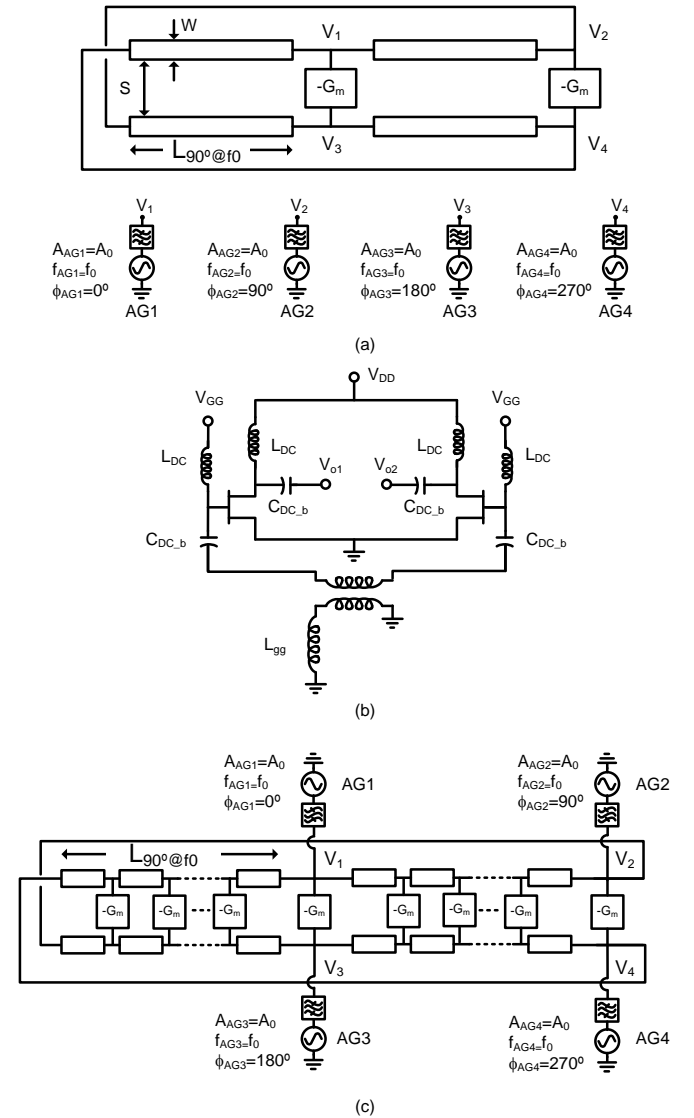 W
V1
V2
-Gm
-Gm
S
V3
V4
L90º@f0
V1
V2
V3
V4
AAG1=A0
fAG1=f0
ϕAG1=0º
AG1
AAG2=A0
fAG2=f0
ϕAG2=90º
AG2
AAG3=A0
fAG3=f0
ϕAG3=180º
AG3
AAG4=A0
fAG4=f0
ϕAG4=270º
AG4
(a)
VDD
VGG
VGG
LDC
LDC
LDC
LDC
Vo1
Vo2
CDC_b
CDC_b
CDC_b
CDC_b
Lgg
(b)
AAG1=A0
fAG1=f0
ϕAG1=0º
AG1
AAG2=A0
fAG2=f0
ϕAG2=90º
AG2
L90º@f0
V1
V2
-Gm
-Gm
-Gm
-Gm
-Gm
-Gm
-Gm
-Gm
V3
V4
AAG3=A0
fAG3=f0
ϕAG3=180º
AG3
AAG4=A0
fAG4=f0
ϕAG4=270º
AG4
(c)